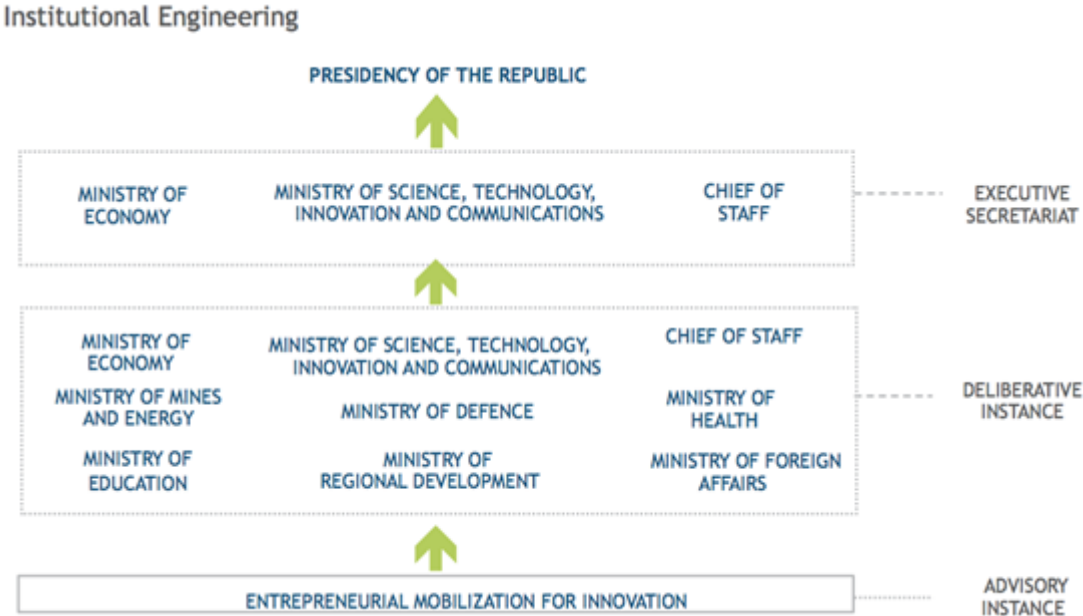 Institutional Engineering
PRESIDENCY OF THE REPUBLIC
MINISTRY OF
ECONOMY
MINISTRY OF SCIENCE, TECHNOLOGY,
INNOVATION AND COMMUNICATIONS
CHIEF OF
STAFF
EXECUTIVE
SECRETARIAT
MINISTRY OF
ECONOMY
MINISTRY OF SCIENCE, TECHNOLOGY,
INNOVATION AND COMMUNICATIONS
CHIEF OF STAFF
MINISTRY OF MINES
AND ENERGY
MINISTRY OF DEFENCE
MINISTRY OF
HEALTH
DELIBERATIVE
INSTANCE
MINISTRY OF
EDUCATION
MINISTRY OF
REGIONAL DEVELOPMENT
MINISTRY OF FOREIGN
AFFAIRS
ENTREPRENEURIAL MOBILIZATION FOR INNOVATION
ADVISORY
INSTANCE